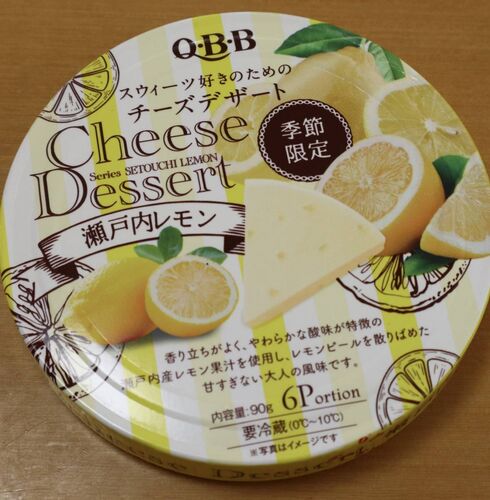 Q・B・B
スウィーツ好きのための
チーズデザート
Cheese
Series SETOUCHI LEMON
Dessert
季節
限定
瀬戸内レモン
香り立ちがよく、やわらかな酸味が特徴の
瀬戸内産レモン果汁を使用し、レモンピールを散りばめた
甘すぎない大人の風味です。
内容量:90g 6Portion
要冷蔵(0℃~10℃)
※写真はイメージです
Cheese Dessert